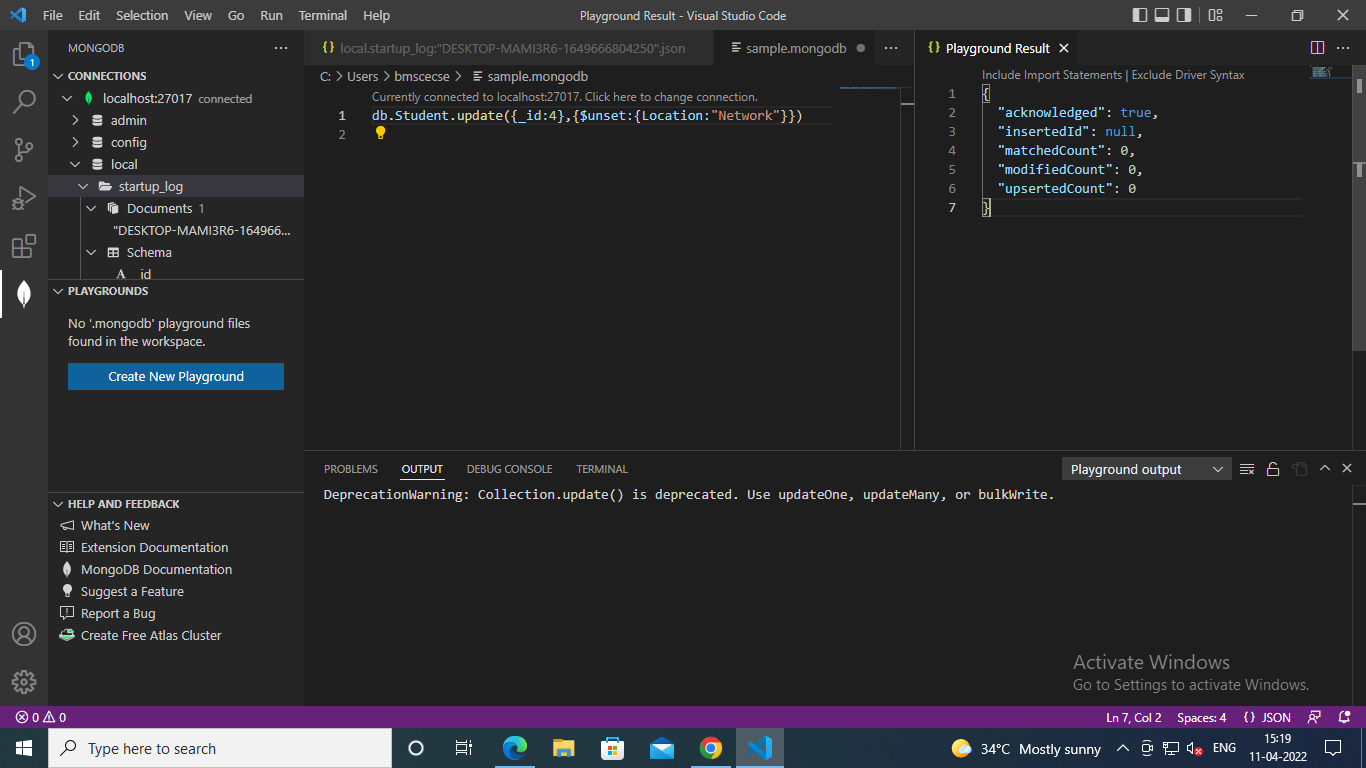 File Edit Selection View Go Run Terminal Help
Playground Result - Visual Studio Code
1
MONGODB
CONNECTIONS
localhost:27017 connected
admin
config
local
startup_log
Documents 1
"DESKTOP-MAMI3R6-164966...
Schema
A id
PLAYGROUNDS
No '.mongodb' playground files
found in the workspace.
Create New Playground
HELP AND FEEDBACK
What's New
Extension Documentation
MongoDB Documentation
Suggest a Feature
Report a Bug
Create Free Atlas Cluster
{} local.startup_log:"DESKTOP-MAMI3R6-1649666804250".json
sample.mongodb
C: > Users > bmscecse > sample.mongodb
Currently connected to localhost:27017. Click here to change connection.
1 db.Student.update({_id:4},{$unset:{Location:"Network"}})
2
{} Playground Result
Include Import Statements | Exclude Driver Syntax
1 {
2 "acknowledged": true,
3 "insertedId": null,
4 "matchedCount": 0,
5 "modifiedCount": 0,
6 "upsertedCount": 0
7 }
PROBLEMS OUTPUT DEBUG CONSOLE TERMINAL
Playground output
DeprecationWarning: Collection.update() is deprecated. Use updateOne, updateMany, or bulkWrite.
Activate Windows
Go to Settings to activate Windows.
0 0
Ln 7, Col 2 Spaces: 4 {} JSON
Type here to search
34°C Mostly sunny
ENG
15:19
11-04-2022